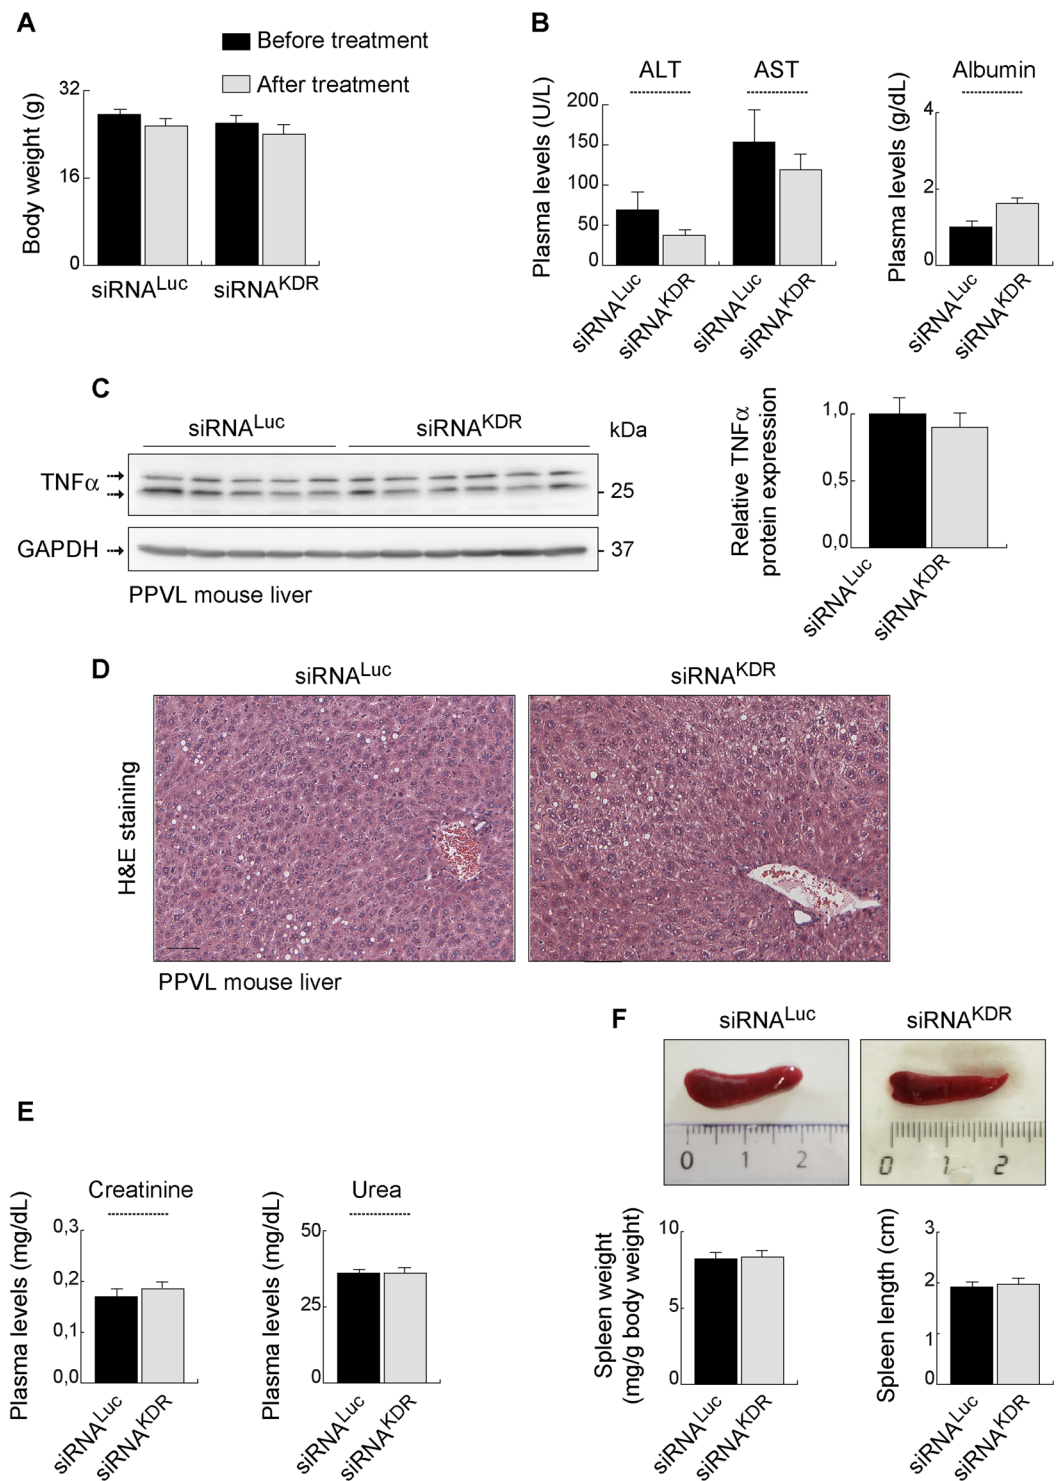 A
Before treatment
After treatment
Body weight (g)
32
16
0
siRNALuc
siRNAKDR
B
ALT
AST
Plasma levels (U/L)
200
150
100
50
0
siRNALuc
siRNAKDR
siRNALuc
siRNAKDR
Albumin
Plasma levels (g/dL)
4
2
0
siRNALuc
siRNAKDR
C
siRNALuc
siRNAKDR
kDa
TNFα
25
GAPDH
37
PPVL mouse liver
Relative TNFα
protein expression
1,0
0,5
0,0
siRNALuc
siRNAKDR
D
siRNALuc
siRNAKDR
H&E staining
PPVL mouse liver
E
Creatinine
Plasma levels (mg/dL)
0,3
0,2
0,1
0,0
siRNALuc
siRNAKDR
Urea
Plasma levels (mg/dL)
50
25
0
siRNALuc
siRNAKDR
F
siRNALuc
siRNAKDR
0 1 2
0 1 2
Spleen weight
(mg/g body weight)
10
5
0
siRNALuc
siRNAKDR
Spleen length (cm)
3
2
1
0
siRNALuc
siRNAKDR